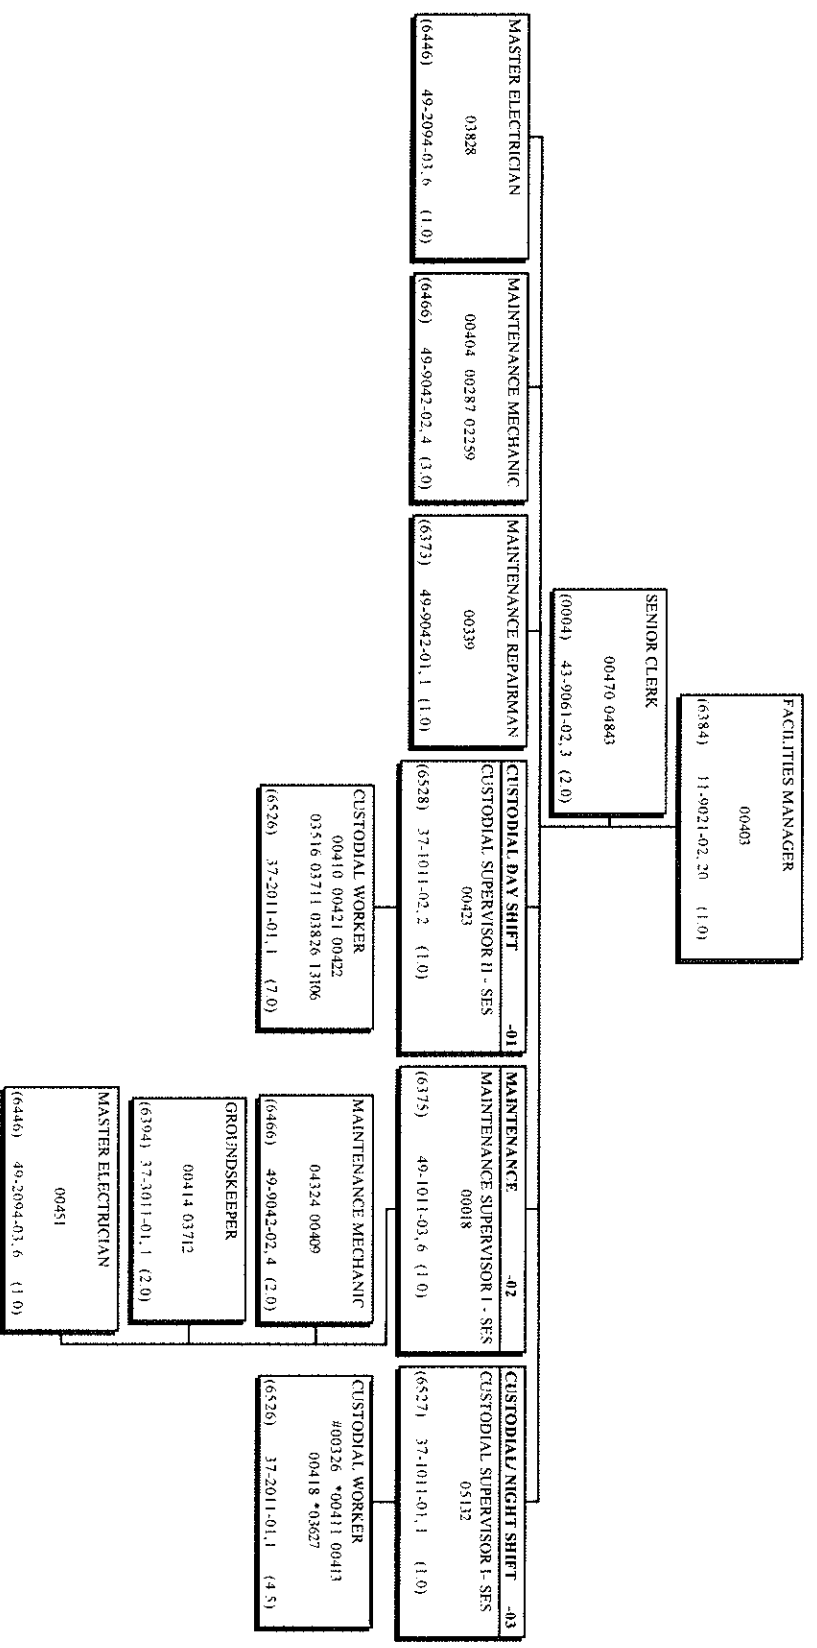 FACILITIES MANAGER
00403
(6384) 11-9021-02, 20 (1.0)
SENIOR CLERK
00470 04843
(0004) 43-9061-02, 3 (2.0)
MASTER ELECTRICIAN
03828
(6446) 49-2094-03, 6 (1.0)
MAINTENANCE MECHANIC
00404 00287 02259
(6466) 49-9042-02, 4 (3.0)
MAINTENANCE REPAIRMAN
00339
(6373) 49-9042-01, 1 (1.0)
CUSTODIAL DAY SHIFT -01
CUSTODIAL SUPERVISOR II - SES
00423
(6528) 37-1011-02, 2 (1.0)
CUSTODIAL WORKER
00410 00421 00422
03516 03711 03826 13106
(6526) 37-2011-01, 1 (7.0)
MAINTENANCE -02
MAINTENANCE SUPERVISOR I - SES
00018
(6375) 49-1011-03, 6 (1.0)
MAINTENANCE MECHANIC
04324 00409
(6466) 49-9042-02, 4 (2.0)
GROUNDSKEEPER
00414 03712
(6394) 37-3011-01, 1 (2.0)
MASTER ELECTRICIAN
00451
(6446) 49-2094-03, 6 (1.0)
CUSTODIAL/ NIGHT SHIFT -03
CUSTODIAL SUPERVISOR I- SES
05132
(6527) 37-1011-01, 1 (1.0)
CUSTODIAL WORKER
#00326 *00411 00413
00418 *03627
(6526) 37-2011-01, 1 (4.5)